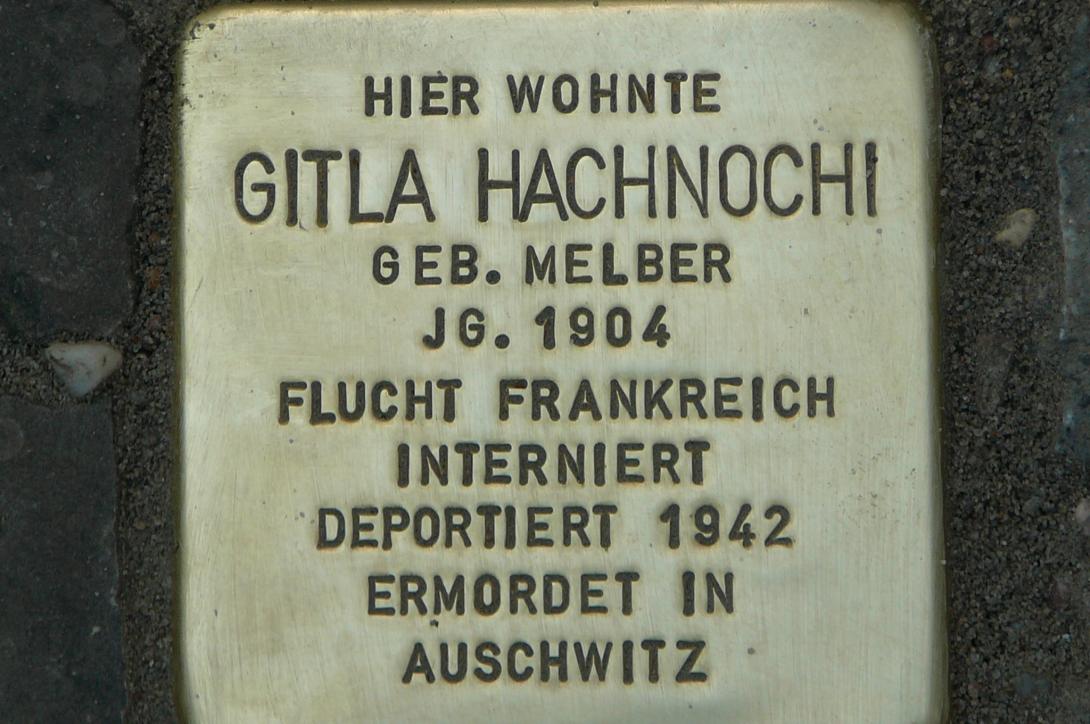 HIER WOHNTE
GITLA HACHNOCHI
GEB. MELBER
JG. 1904
FLUCHT FRANKREICH
INTERNIERT
DEPORTIERT 1942
ERMORDET IN
AUSCHWITZ